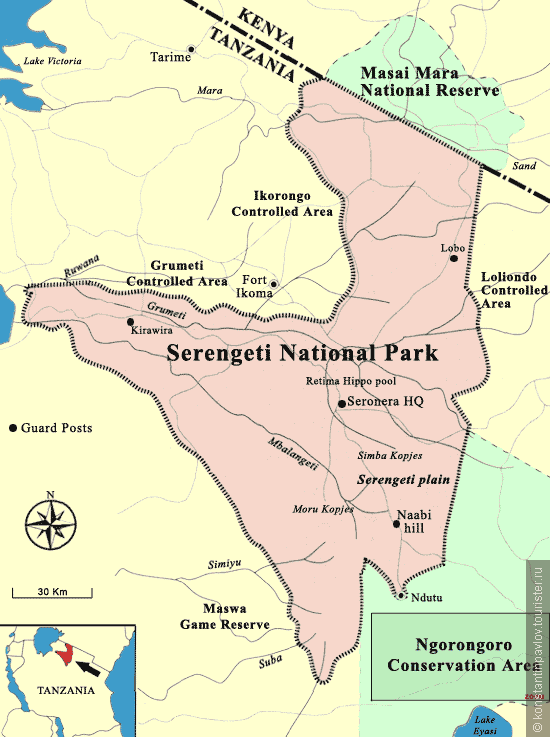 KENYA
TANZANIA
Lake Victoria
Tarime
Mara
Masai Mara
National Reserve
Sand
Ikorongo
Controlled Area
Lobo
Ruwana
Grumeti
Controlled Area
Fort
Ikoma
Loliondo
Controlled
Area
Grumeti
Kirawira
Serengeti National Park
Retima Hippo pool
Seronera HQ
Guard Posts
Mbalangeti
Simba Kopjes
Serengeti plain
Moru Kopjes
Naabi
hill
N
Simiyu
30 Km
Maswa
Game Reserve
Ndutu
Suba
Ngorongoro
Conservation Area
TANZANIA
Lake
Eyasi
© konstantinpavlov.tourister.ru